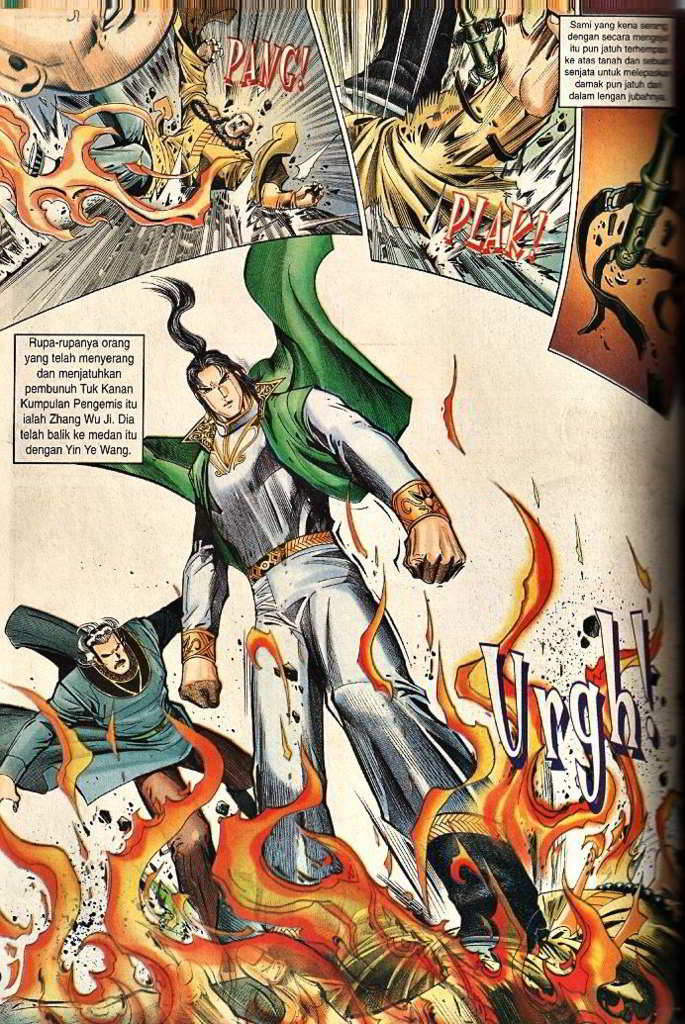 PANG!
Sami yang kena serang
dengan secara mengejut
itu pun jatuh terhempas
ke atas tanah dan sebuah
senjata untuk melepaskan
damak pun jatuh dari
dalam lengan jubahnya.
PLAK!
Rupa-rupanya orang
yang telah menyerang
dan menjatuhkan
pembunuh Tuk Kanan
Kumpulan Pengemis itu
ialah Zhang Wu Ji. Dia
telah balik ke medan itu
dengan Yin Ye Wang.
Urgh!